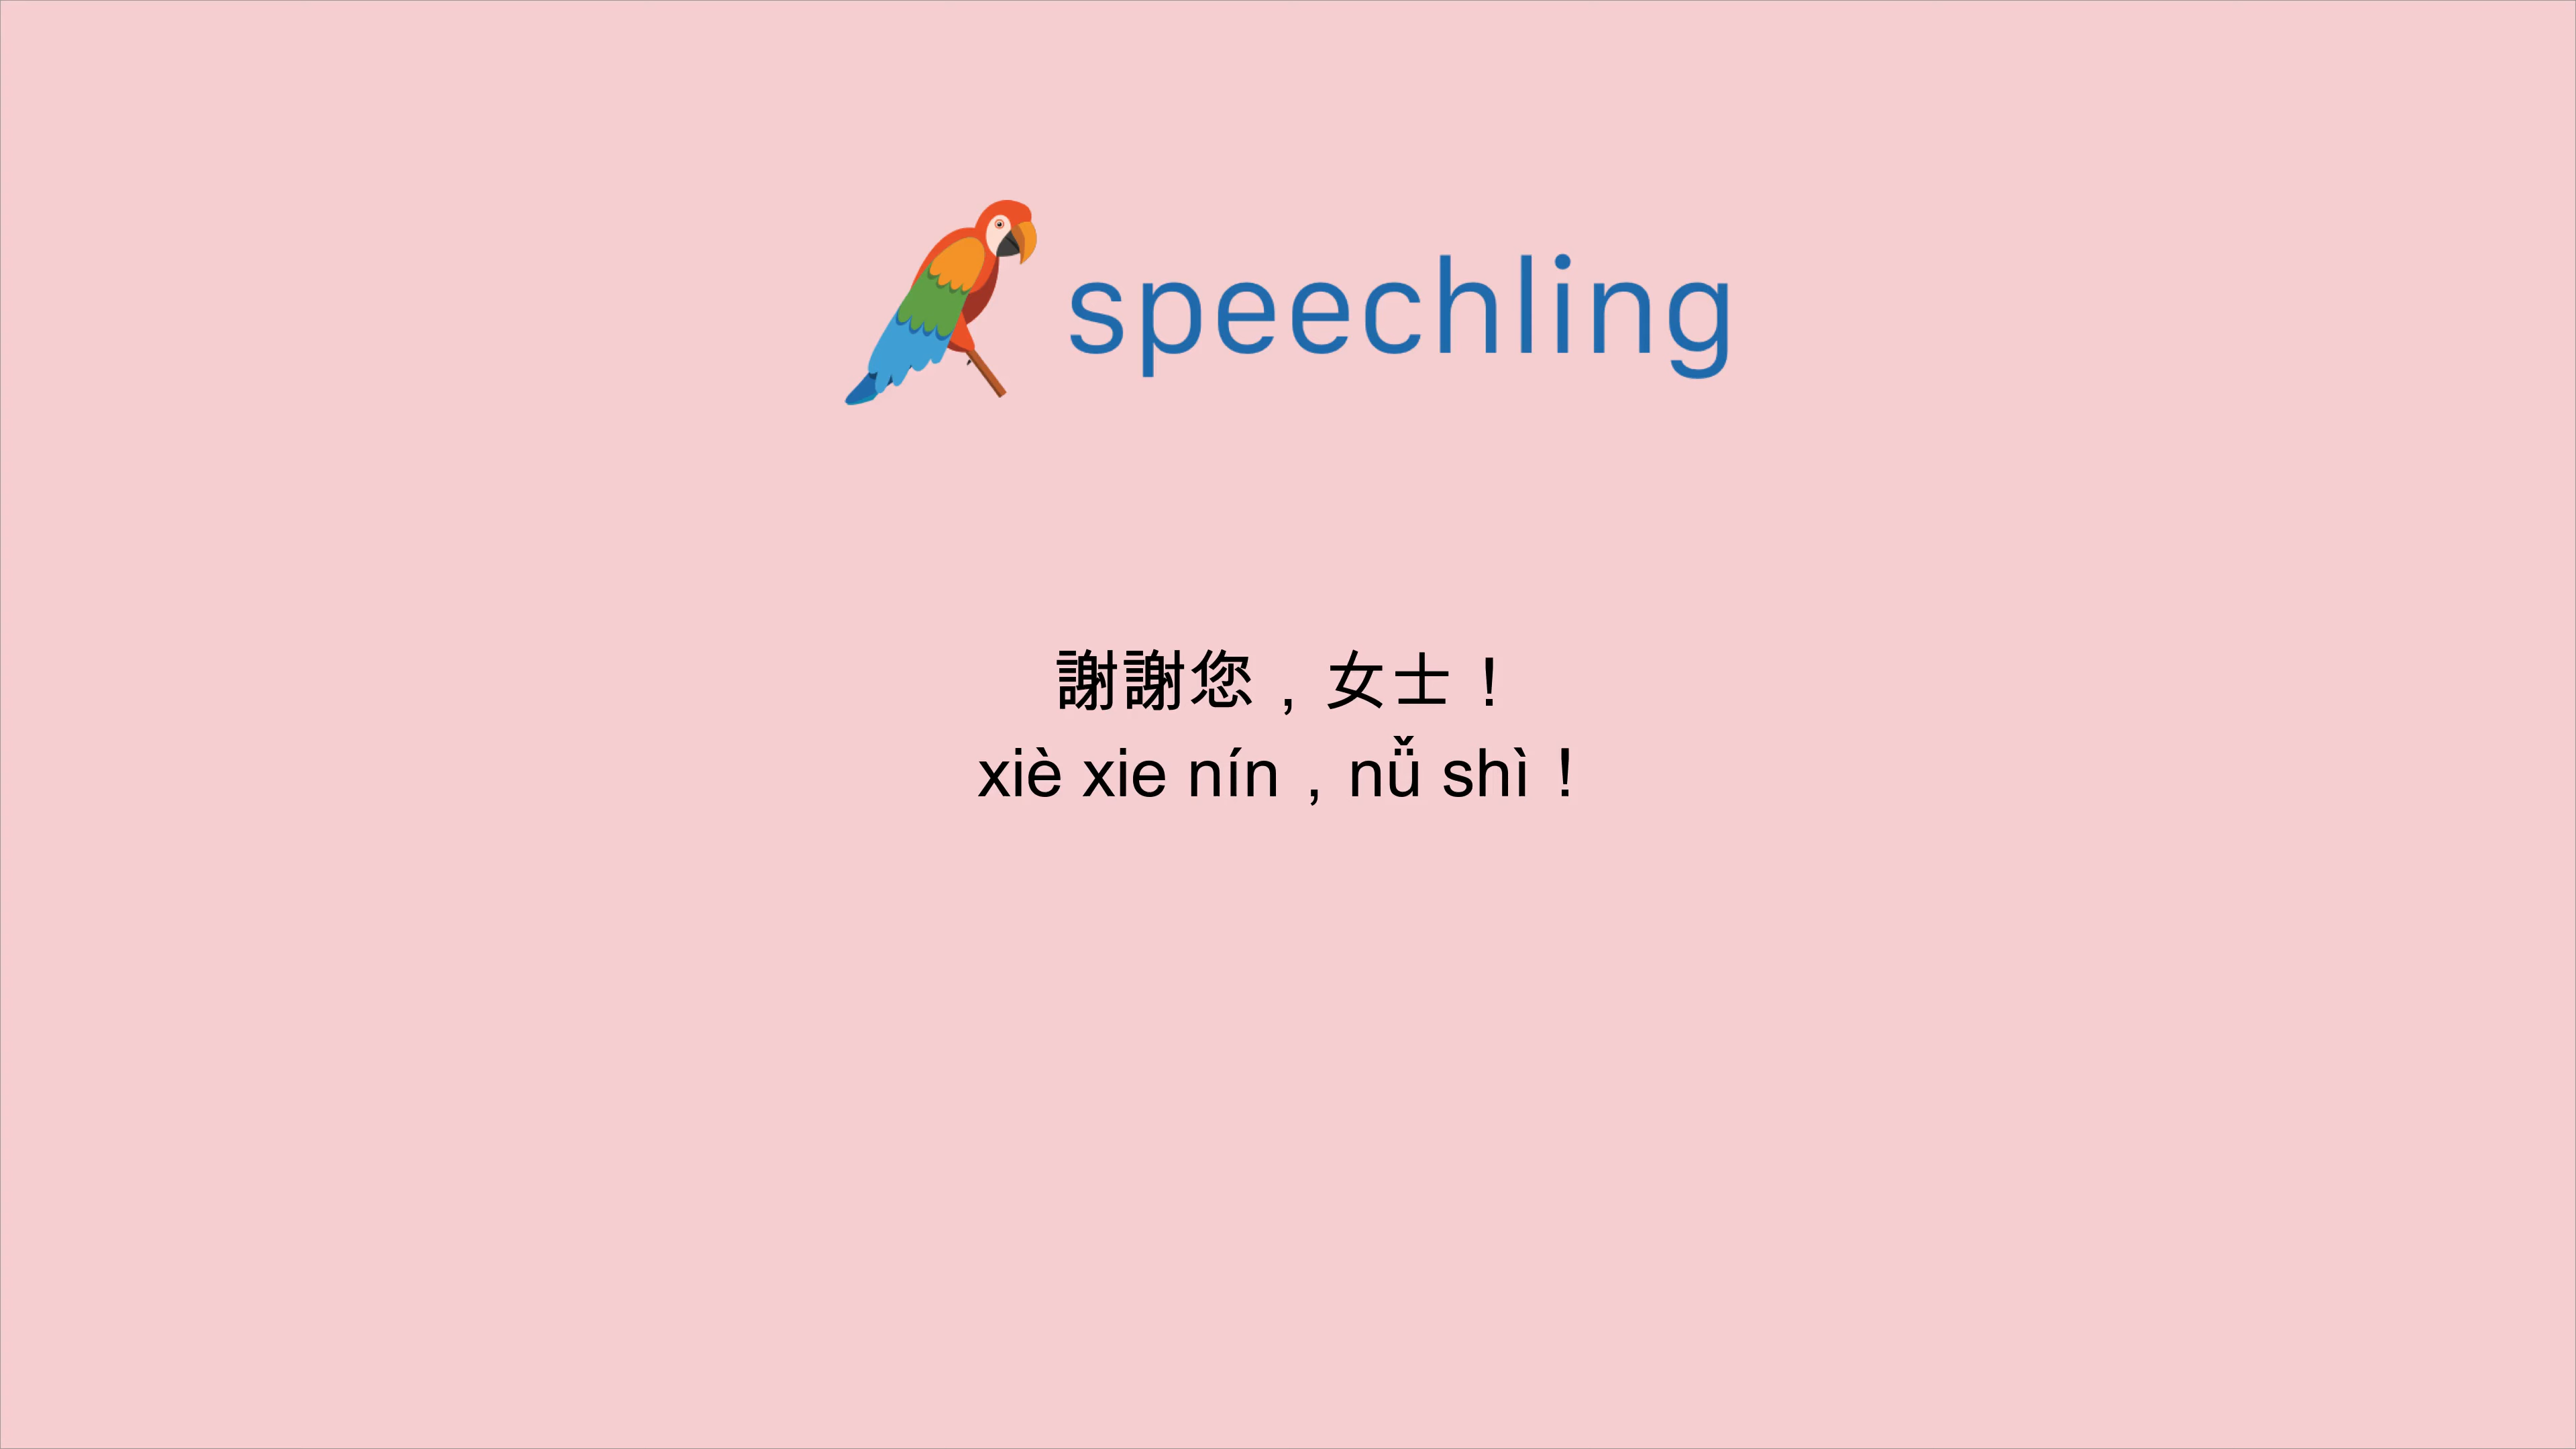 speechling
謝謝您，女士！
xiè xie nín，nǚ shì！